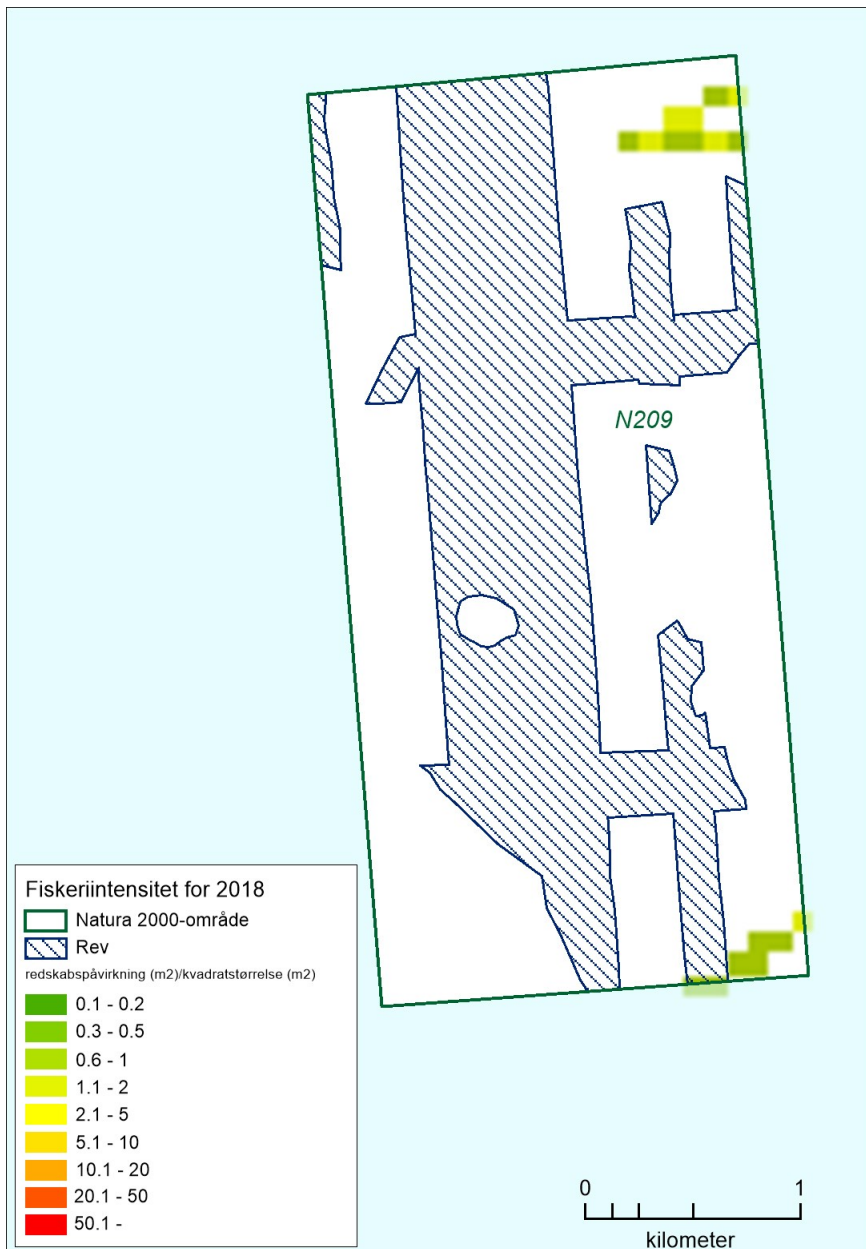 N209
Fiskeriintensitet for 2018
Natura 2000-område
Rev
redskabspåvirkning (m2)/kvadratstørrelse (m2)
0.1 - 0.2
0.3 - 0.5
0.6 - 1
1.1 - 2
2.1 - 5
5.1 - 10
10.1 - 20
20.1 - 50
50.1 -
0 1
kilometer